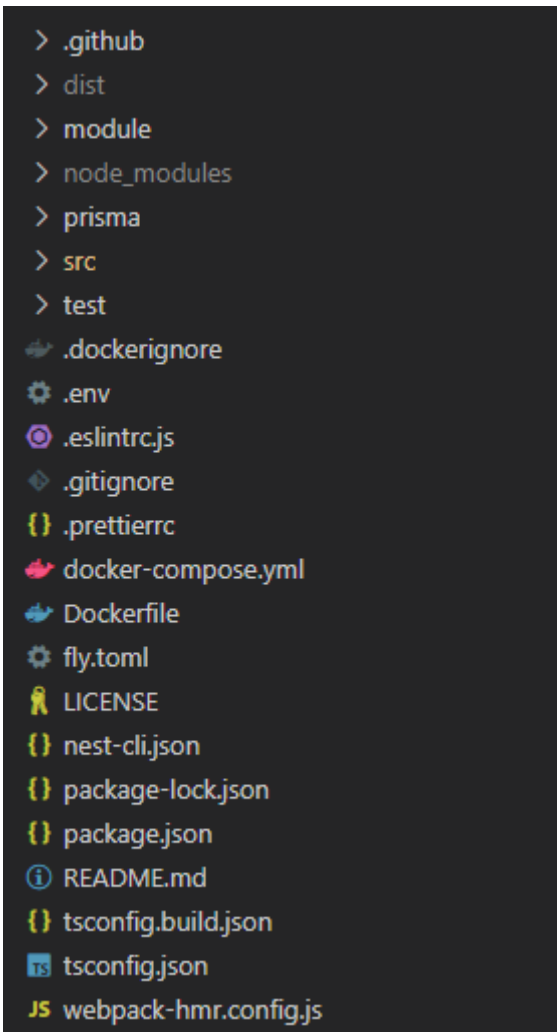 .github
dist
module
node_modules
prisma
src
test
.dockerignore
.env
.eslintrc.js
.gitignore
{} .prettierrc
docker-compose.yml
Dockerfile
fly.toml
LICENSE
{} nest-cli.json
{} package-lock.json
{} package.json
README.md
{} tsconfig.build.json
TS tsconfig.json
JS webpack-hmr.config.js